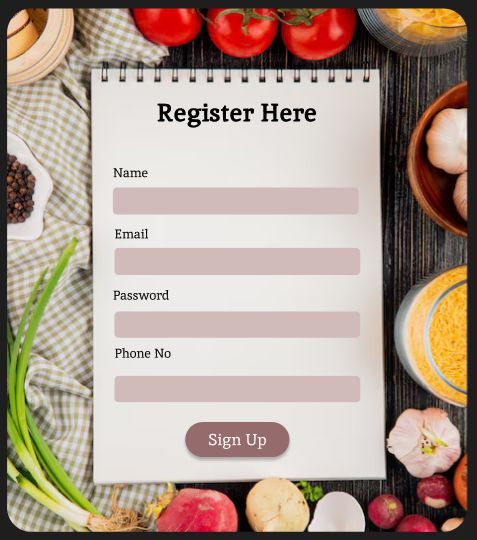 Register Here
Name
Email
Password
Phone No
Sign Up